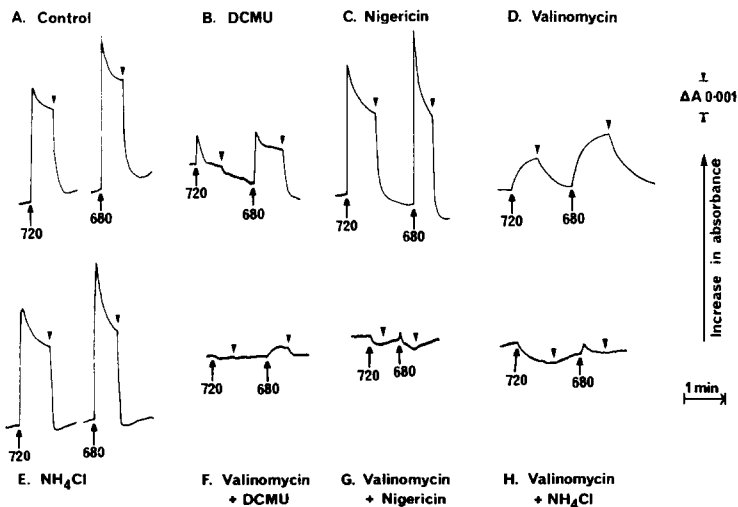 A. Control
B. DCMU
C. Nigericin
D. Valinomycin
ΔA 0·001
720
680
720
680
720
680
720
680
Increase in absorbance
1 min
720
680
720
680
720
680
720
680
E. NH₄Cl
F. Valinomycin
+ DCMU
G. Valinomycin
+ Nigericin
H. Valinomycin
+ NH₄Cl